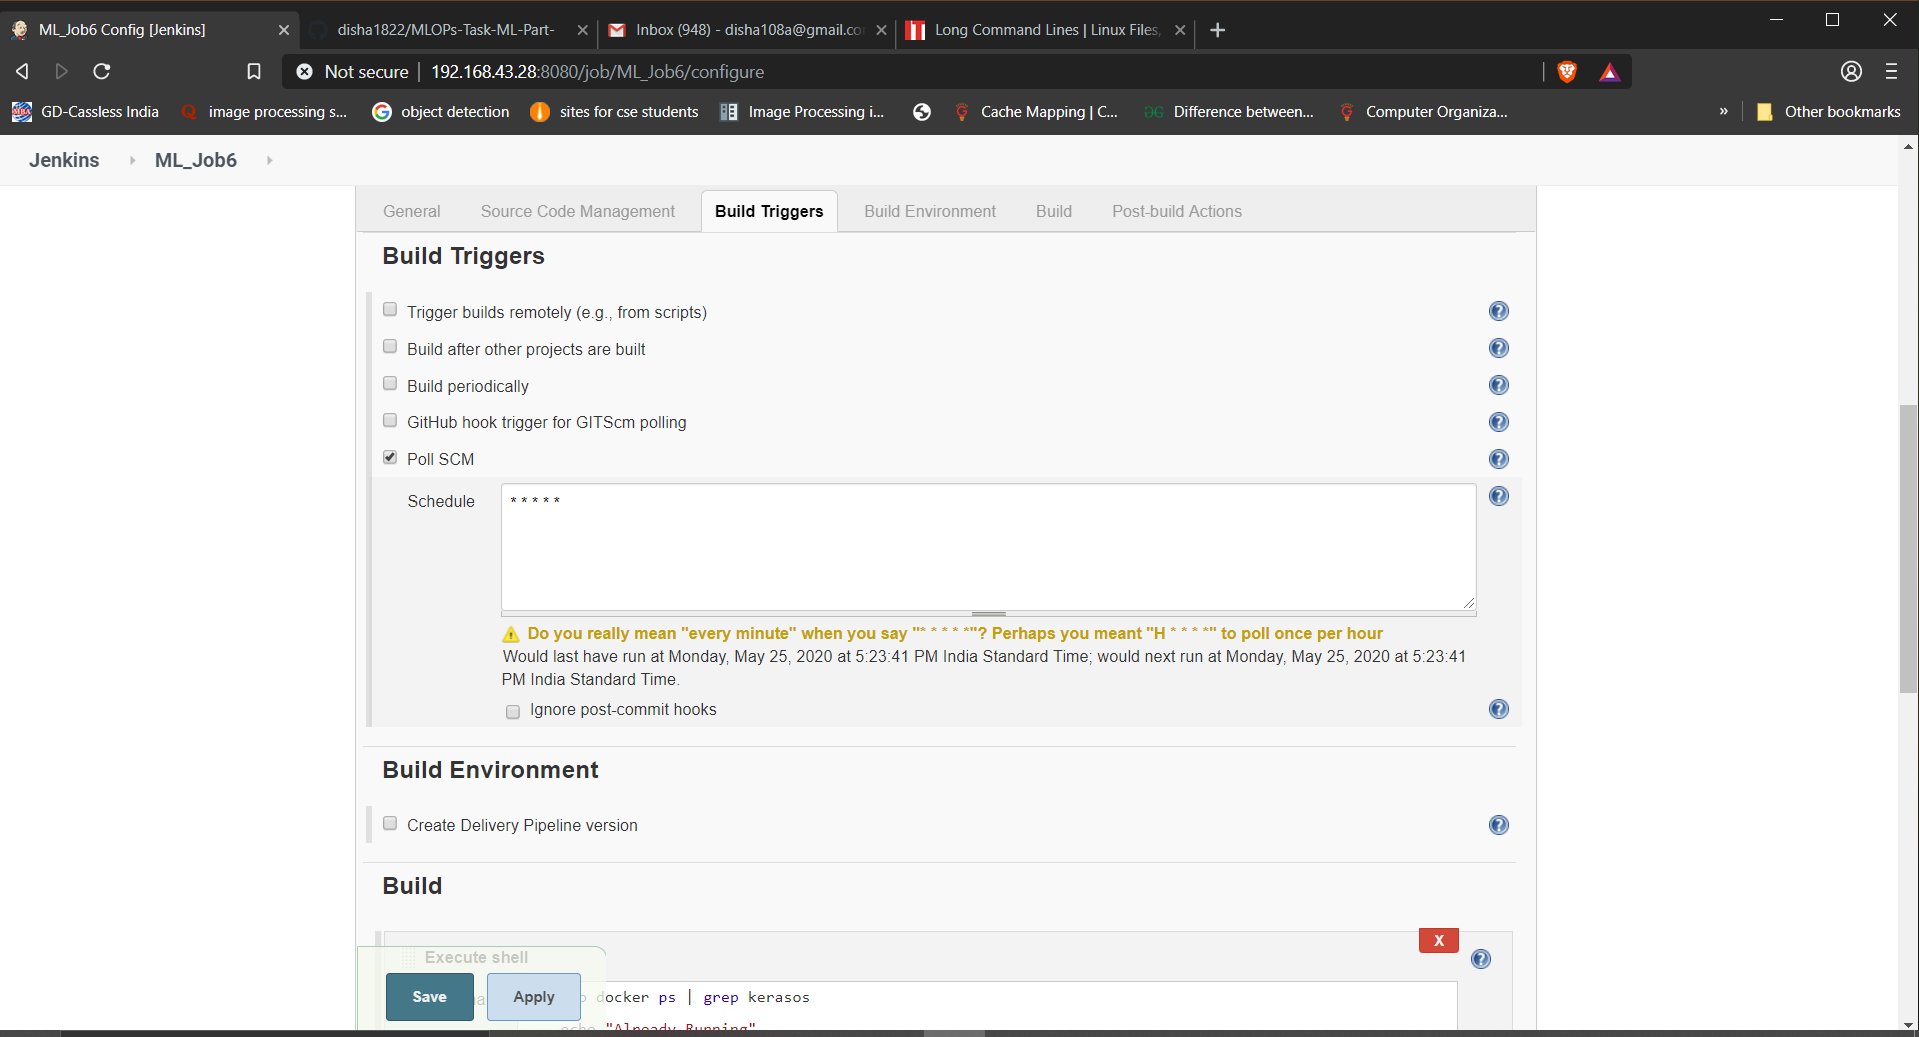 ML_Job6 Config [Jenkins]
disha1822/MLOPs-Task-ML-Part-
Inbox (948) - disha108a@gmail.co
Long Command Lines | Linux Files,
Not secure | 192.168.43.28:8080/job/ML_Job6/configure
GD-Cassless India
image processing s...
object detection
sites for cse students
Image Processing i...
Cache Mapping | C...
Difference between...
Computer Organiza...
» Other bookmarks
Jenkins ML_Job6
General Source Code Management Build Triggers Build Environment Build Post-build Actions
Build Triggers
Trigger builds remotely (e.g., from scripts)
Build after other projects are built
Build periodically
GitHub hook trigger for GITScm polling
Poll SCM
Schedule * * * * *
Do you really mean "every minute" when you say "* * * * *"? Perhaps you meant "H * * * *" to poll once per hour
Would last have run at Monday, May 25, 2020 at 5:23:41 PM India Standard Time; would next run at Monday, May 25, 2020 at 5:23:41
PM India Standard Time.
Ignore post-commit hooks
Build Environment
Create Delivery Pipeline version
Build
X
Execute shell
Save Apply docker ps | grep kerasos
echo "Already Running"